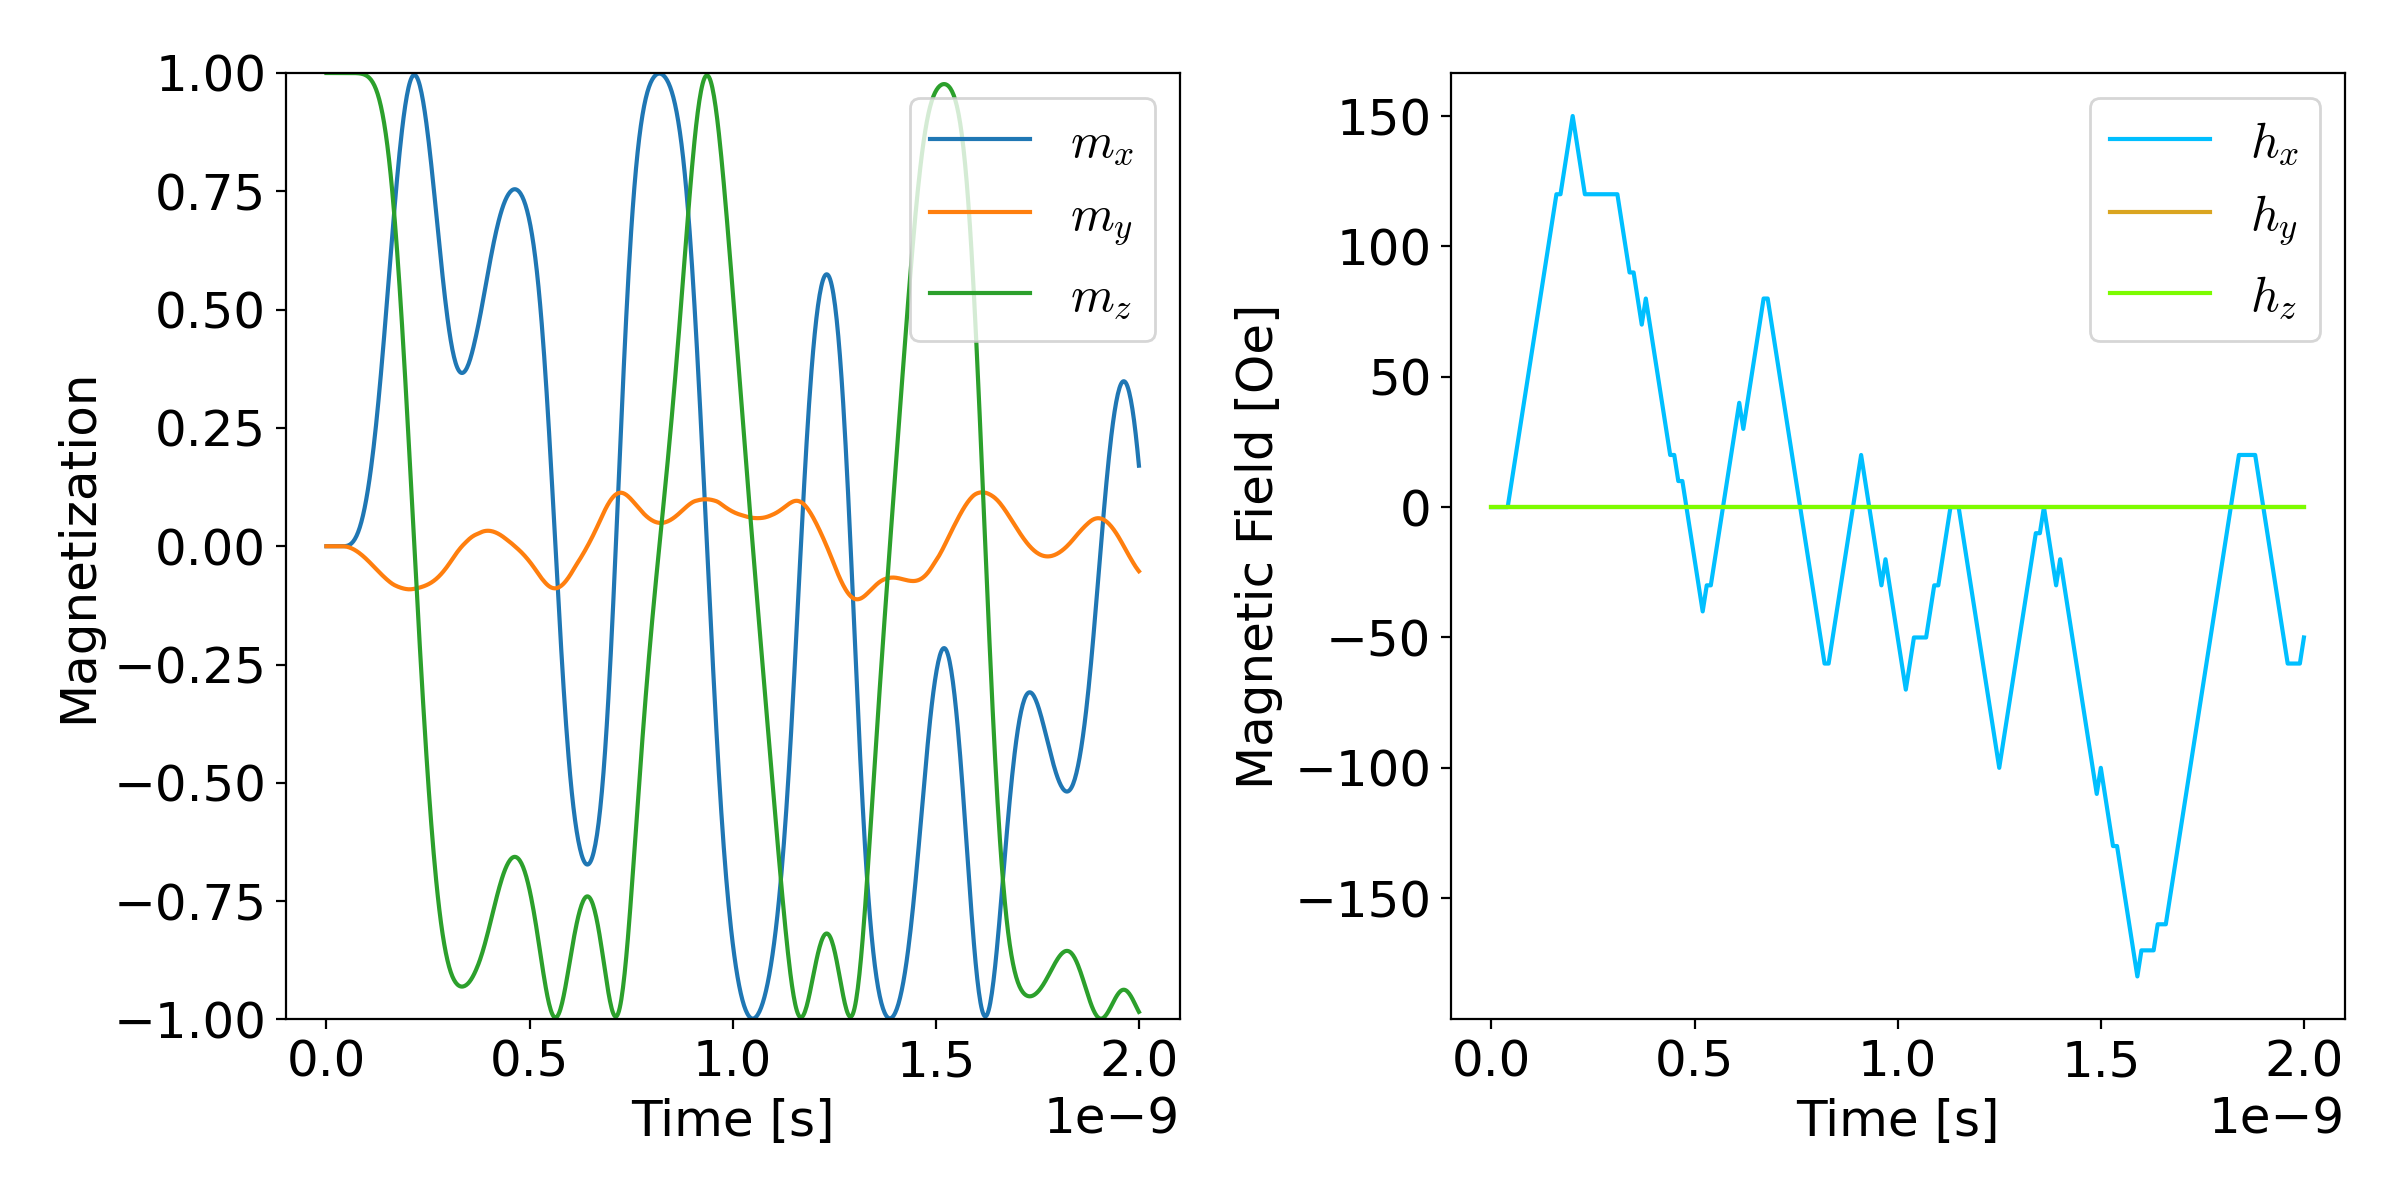 1.00
0.75
0.50
0.25
0.00
−0.25
−0.50
−0.75
−1.00
Magnetization
0.0 0.5 1.0 1.5 2.0
Time [s]
1e−9
m_x
m_y
m_z
150
100
50
0
−50
−100
−150
Magnetic Field [Oe]
0.0 0.5 1.0 1.5 2.0
Time [s]
1e−9
h_x
h_y
h_z